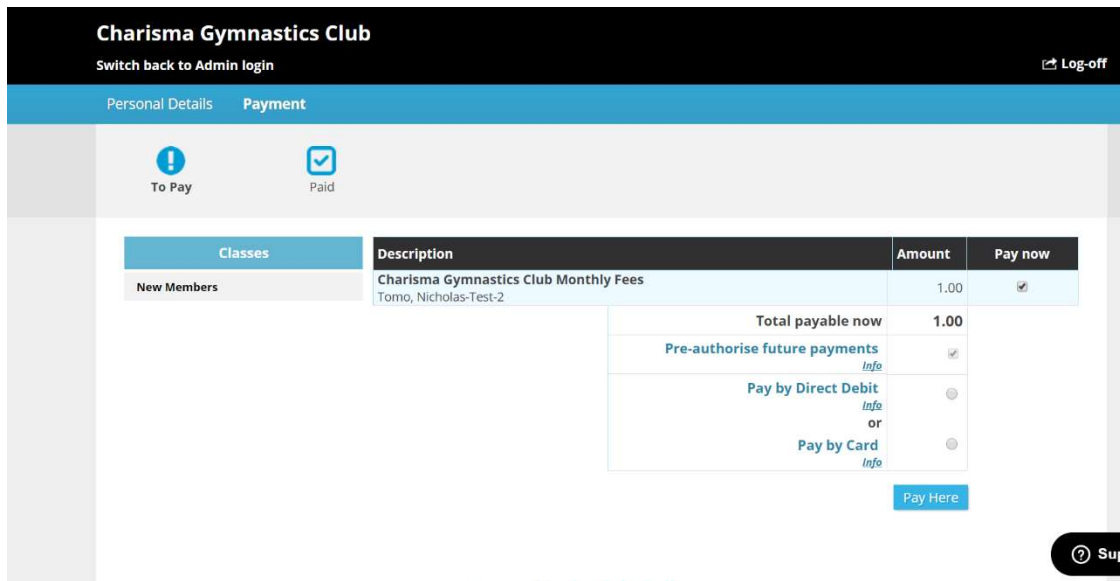 Charisma Gymnastics Club
Switch back to Admin login
Log-off
Personal Details Payment
To Pay Paid
Classes
New Members
Description Amount Pay now
Charisma Gymnastics Club Monthly Fees
Tomo, Nicholas-Test-2
1.00
Total payable now 1.00
Pre-authorise future payments
Info
Pay by Direct Debit
Info
or
Pay by Card
Info
Pay Here
Sup